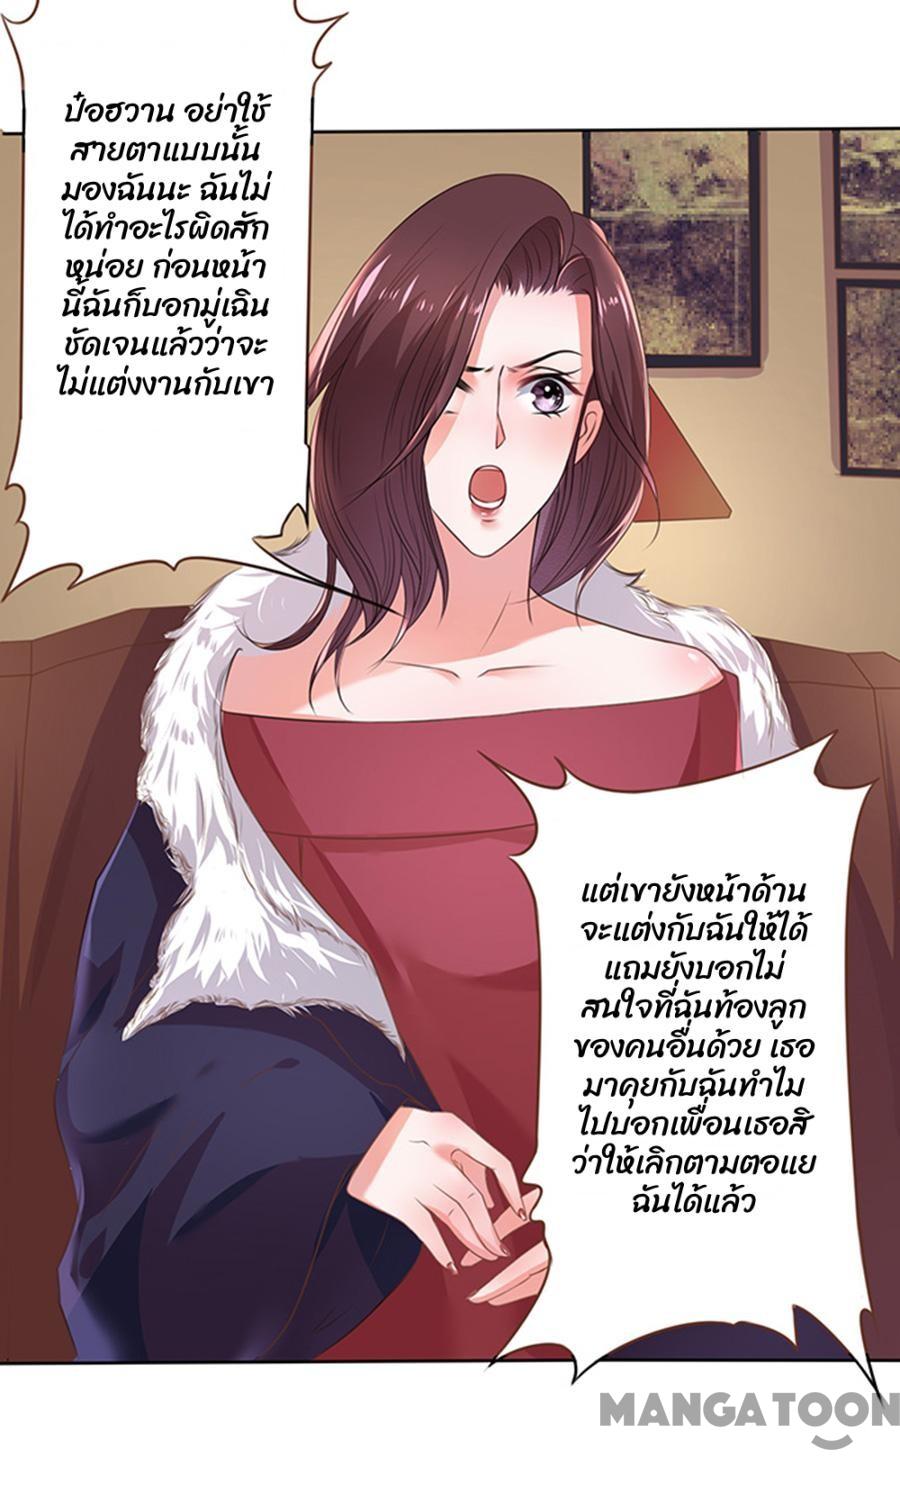 ป๋อฮวาน อย่าใช้
สายตาแบบนั้น
มองฉันนะ ฉันไม่
ได้ทำอะไรผิดสัก
หน่อย ก่อนหน้า
นี้ฉันก็บอกมู่เฉิน
ชัดเจนแล้วว่าจะ
ไม่แต่งงานกับเขา
แต่เขายังหน้าด้าน
จะแต่งกับฉันให้ได้
แถมยังบอกไม่
สนใจที่ฉันท้องลูก
ของคนอื่นด้วย เธอ
มาคุยกับฉันทำไม
ไปบอกเพื่อนเธอสิ
ว่าให้เลิกตามตอแย
ฉันได้แล้ว
MANGATOON